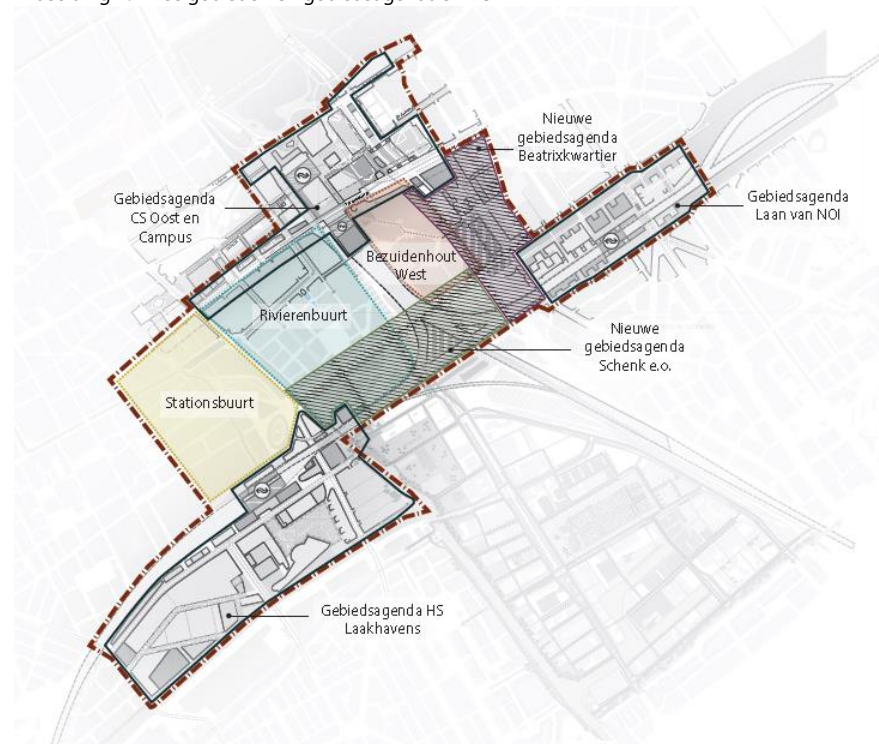 Nieuwe
gebiedsagenda
Beatrixkwartier
Gebiedsagenda
CS Oost en
Campus
Gebiedsagenda
Laan van NOI
Bezuidenhout
West
Rivierenbuurt
Nieuwe
gebiedsagenda
Schenk e.o.
Stationsbuurt
Gebiedsagenda HS
Laakhavens